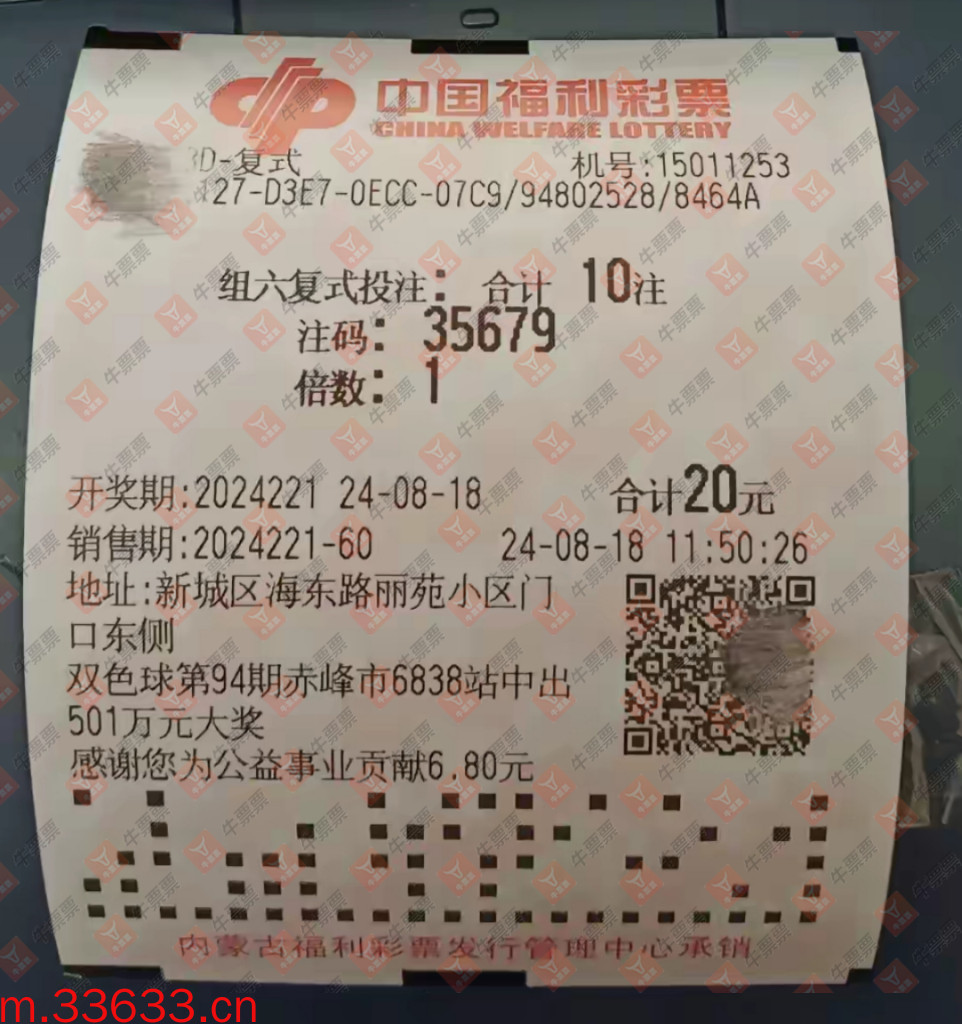 中国福利彩票
CHINA WELFARE LOTTERY
3D-复式 机号:15011253
27-D3E7-0ECC-07C9/94802528/8464A
组六复式投注: 合计 10注
注码: 35679
倍数: 1
开奖期:2024221 24-08-18 合计20元
销售期:2024221-60 24-08-18 11:50:26
地址:新城区海东路丽苑小区门
口东侧
双色球第94期赤峰市6838站中出
501万元大奖
感谢您为公益事业贡献6.80元
内蒙古福利彩票发行管理中心承销
m.33633.cn
牛票票